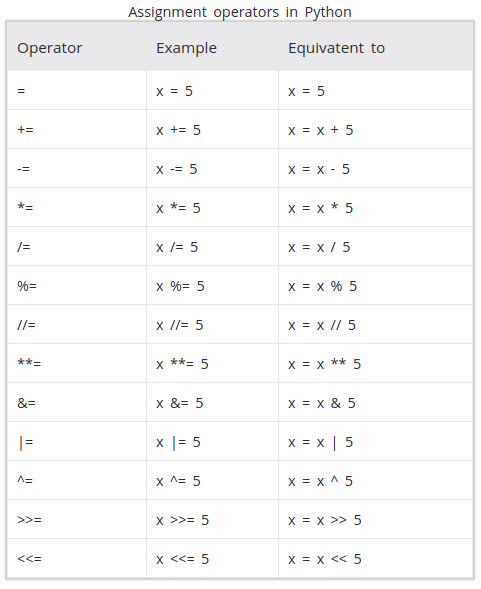 Assignment operators in Python
Operator Example Equivalent to
= x = 5 x = 5
+= x += 5 x = x + 5
-= x -= 5 x = x - 5
*= x *= 5 x = x * 5
/= x /= 5 x = x / 5
%= x %= 5 x = x % 5
//= x //= 5 x = x // 5
**= x **= 5 x = x ** 5
&= x &= 5 x = x & 5
|= x |= 5 x = x | 5
^= x ^= 5 x = x ^ 5
>>= x >>= 5 x = x >> 5
<<= x <<= 5 x = x << 5